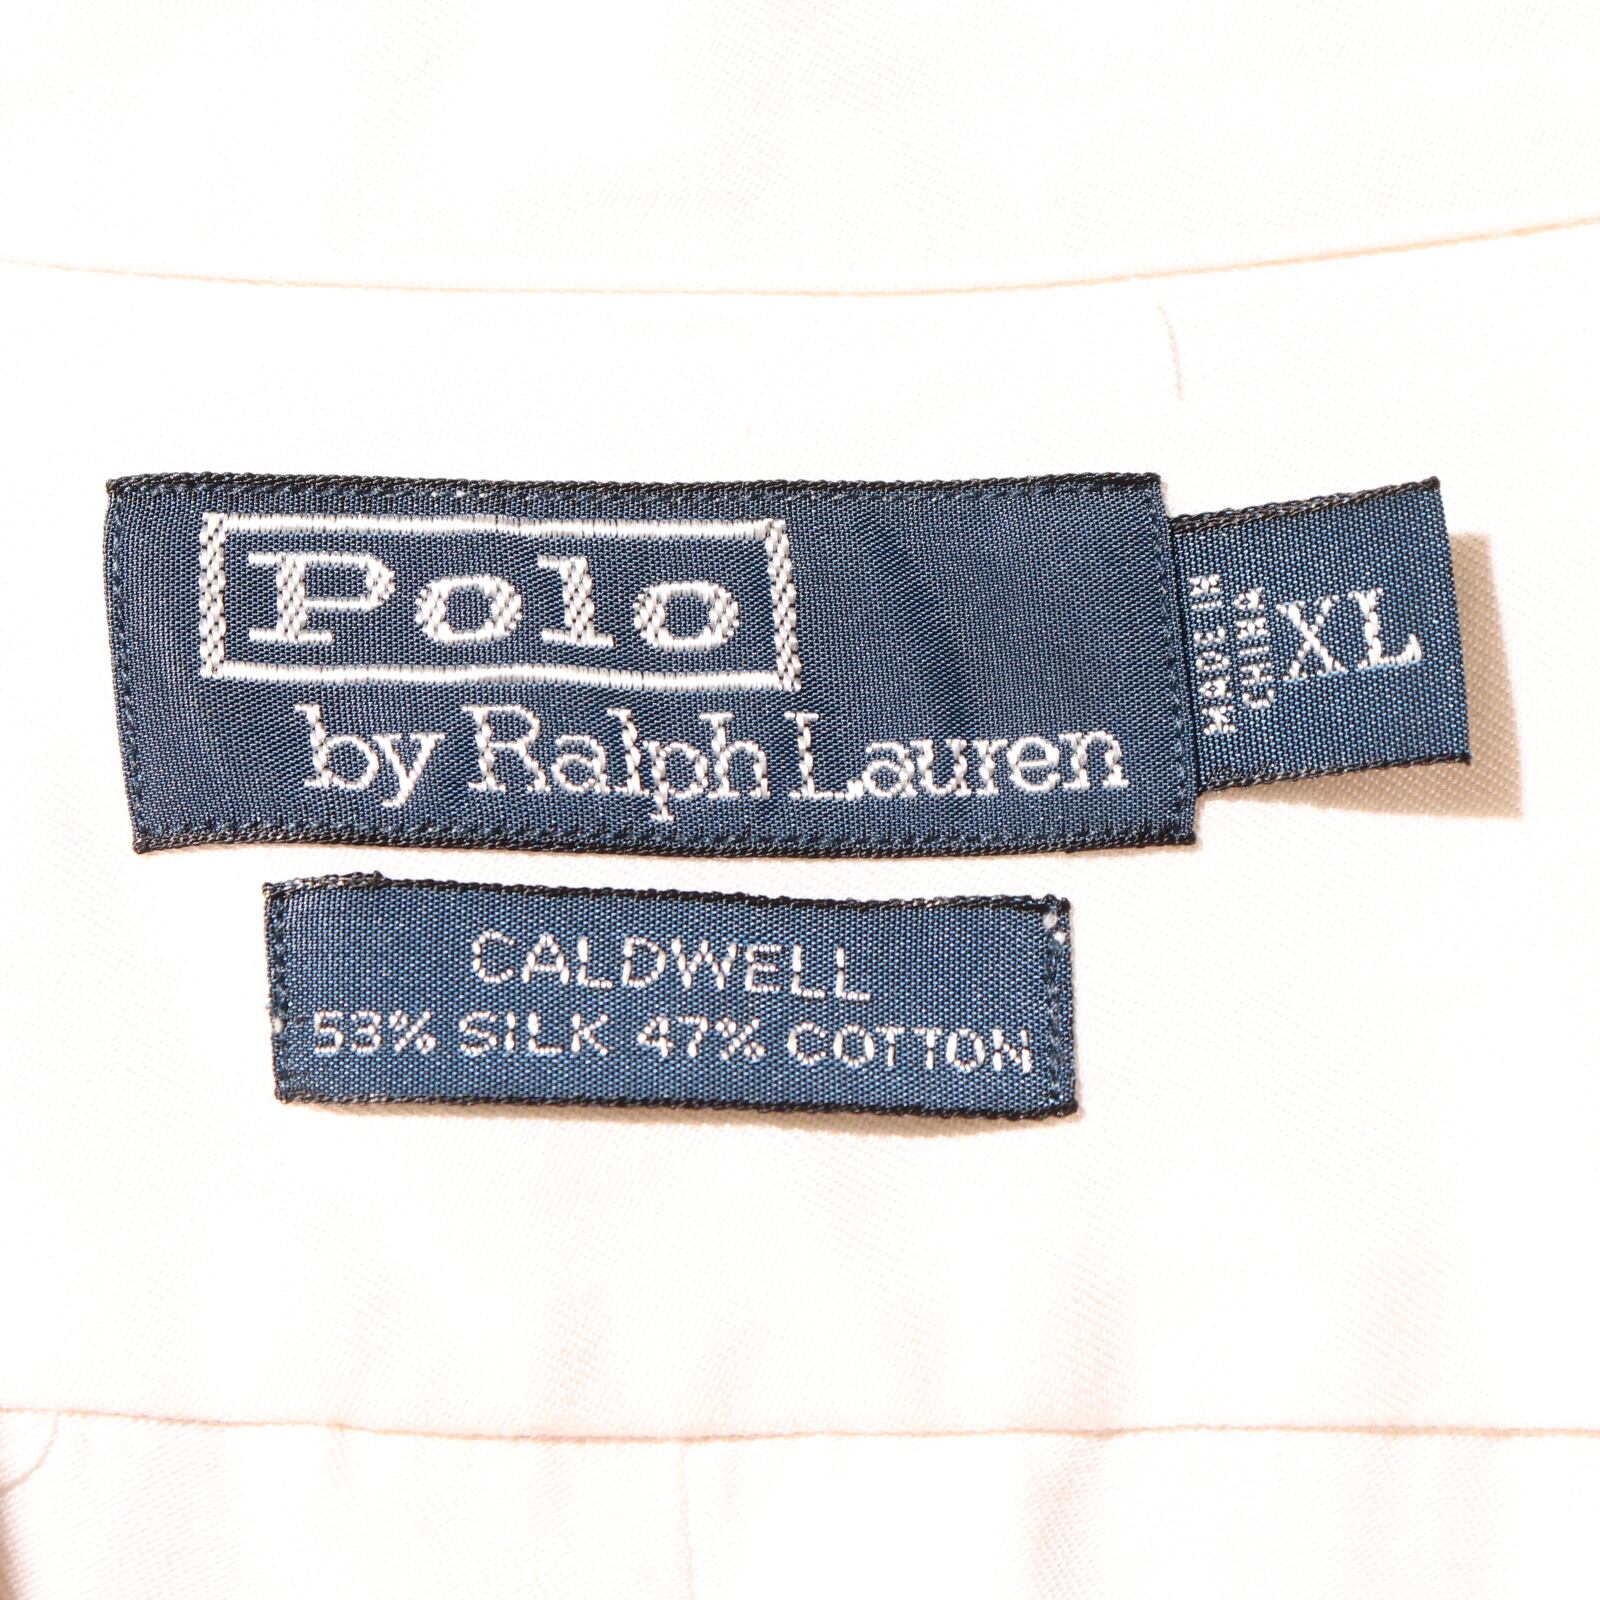 Polo
by Ralph Lauren
MADE IN
CHINA
XL
CALDWELL
53% SILK 47% COTTON